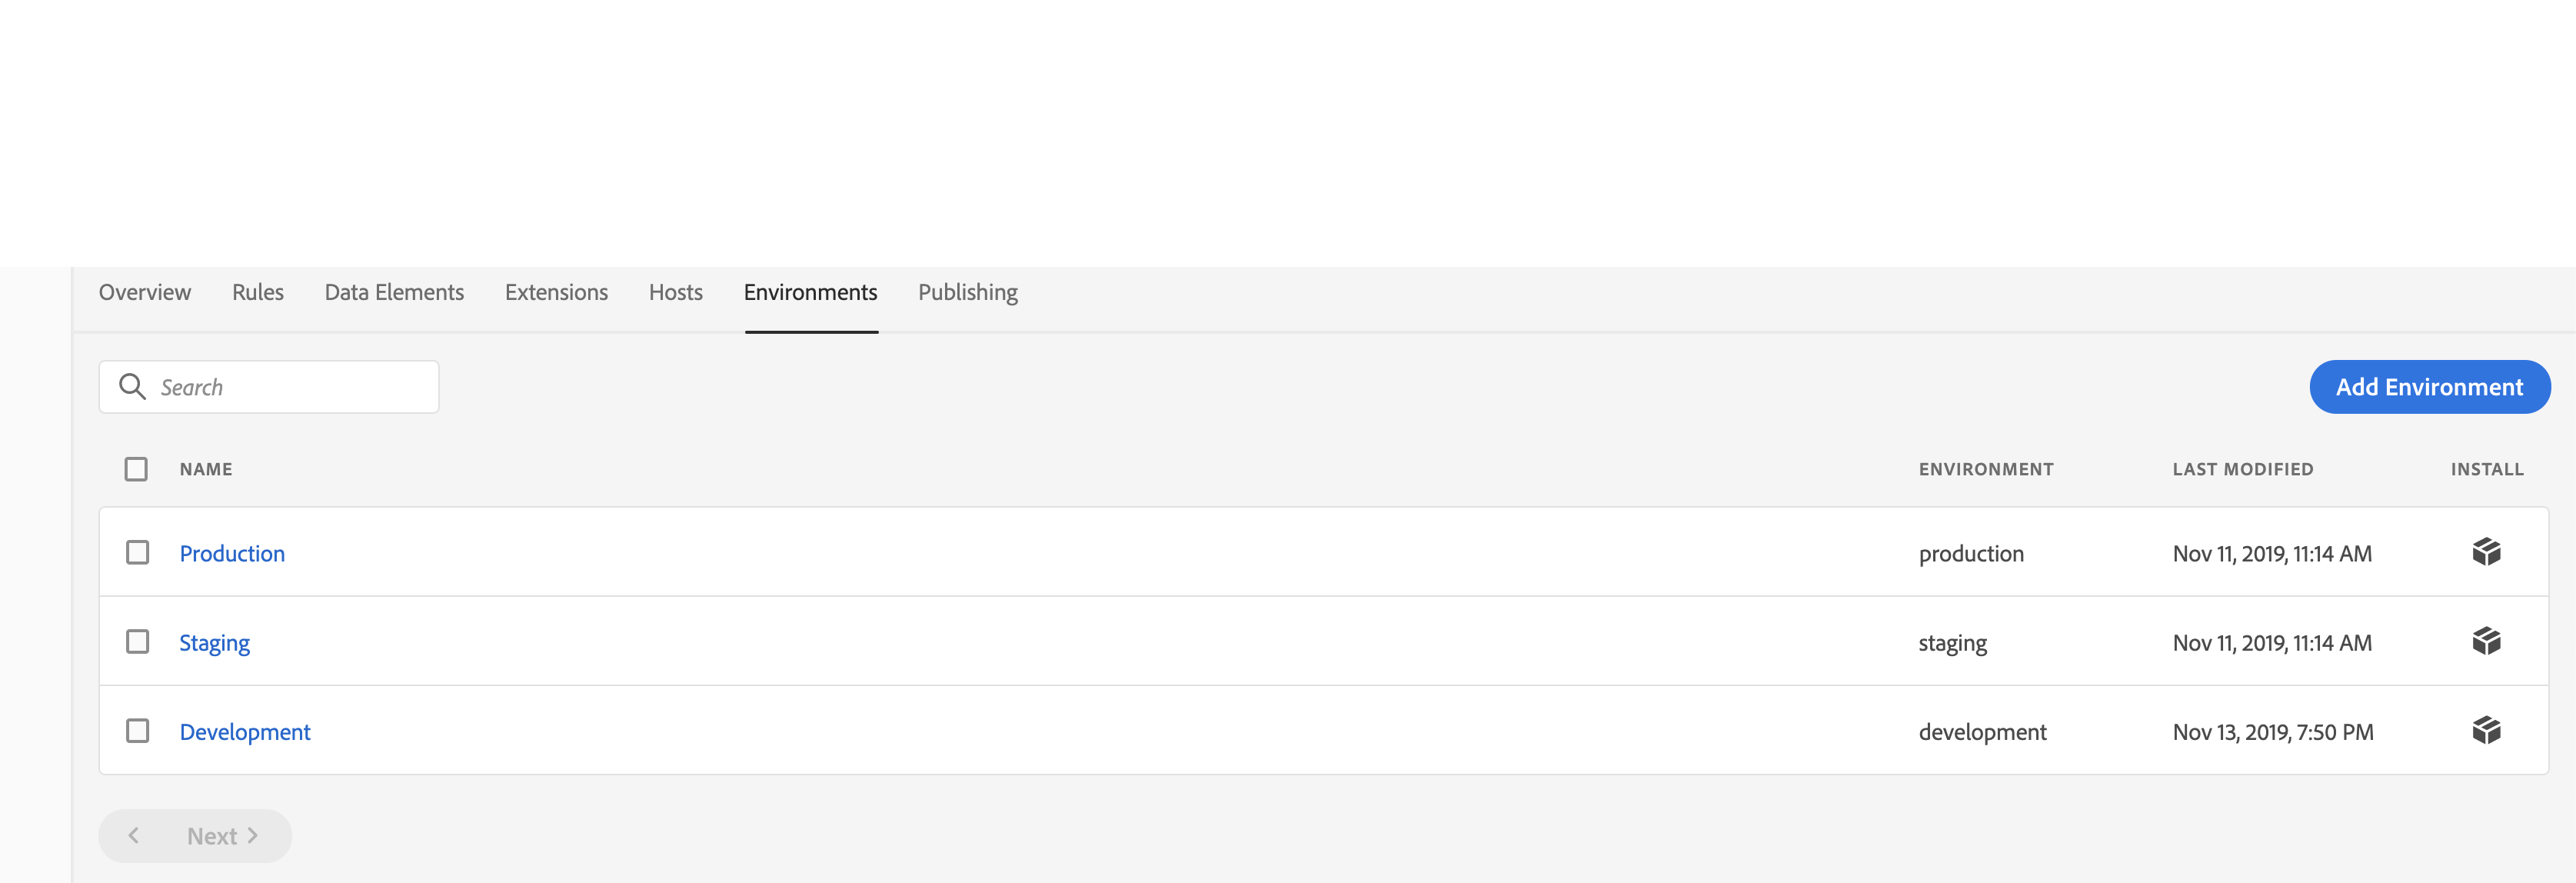 Overview Rules Data Elements Extensions Hosts Environments Publishing
Search
Add Environment
NAME ENVIRONMENT LAST MODIFIED INSTALL
Production production Nov 11, 2019, 11:14 AM
Staging staging Nov 11, 2019, 11:14 AM
Development development Nov 13, 2019, 7:50 PM
Next